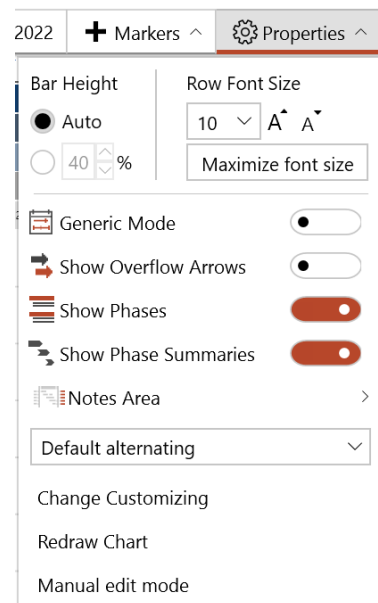 2022 Markers Properties
Bar Height Row Font Size
Auto 10 A A
40 % Maximize font size
Generic Mode
Show Overflow Arrows
Show Phases
Show Phase Summaries
Notes Area
Default alternating
Change Customizing
Redraw Chart
Manual edit mode